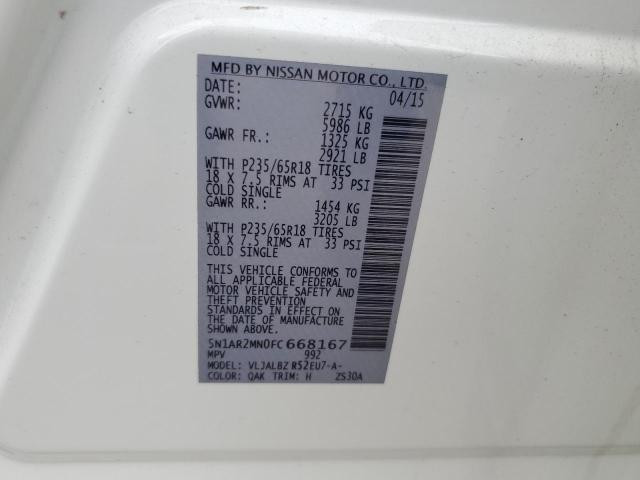 MFD BY NISSAN MOTOR CO., LTD.
DATE: 04/15
GVWR: 2715 KG
5986 LB
GAWR FR.: 1325 KG
2921 LB
WITH P235/65R18 TIRES
18 X 7.5 RIMS AT 33 PSI
COLD SINGLE
GAWR RR.: 1454 KG
3205 LB
WITH P235/65R18 TIRES
18 X 7.5 RIMS AT 33 PSI
COLD SINGLE
THIS VEHICLE CONFORMS TO
ALL APPLICABLE FEDERAL
MOTOR VEHICLE SAFETY AND
THEFT PREVENTION
STANDARDS IN EFFECT ON
THE DATE OF MANUFACTURE
SHOWN ABOVE.
5N1AR2MN0FC668167
MPV 992
MODEL: VLJALBZ R52EU7-A-
COLOR: QAK TRIM: H ZS30A